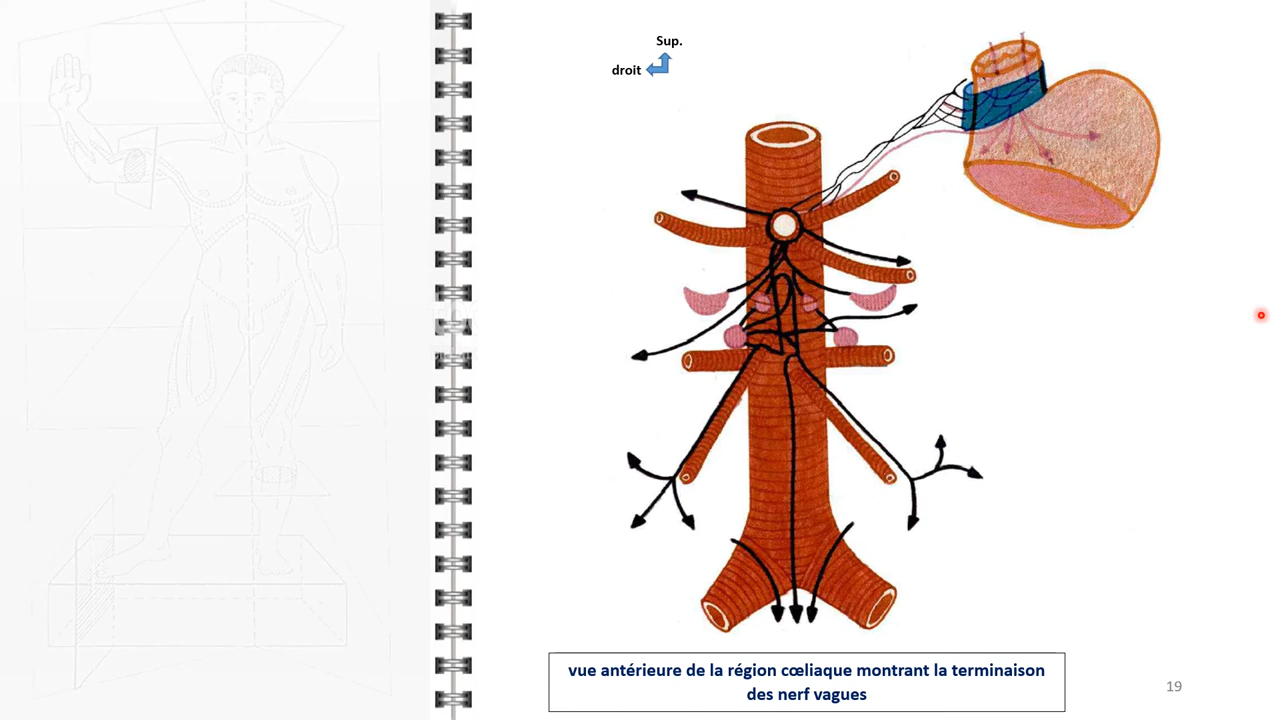 Sup.
droit
vue antérieure de la région cœliaque montrant la terminaison
des nerf vagues
19